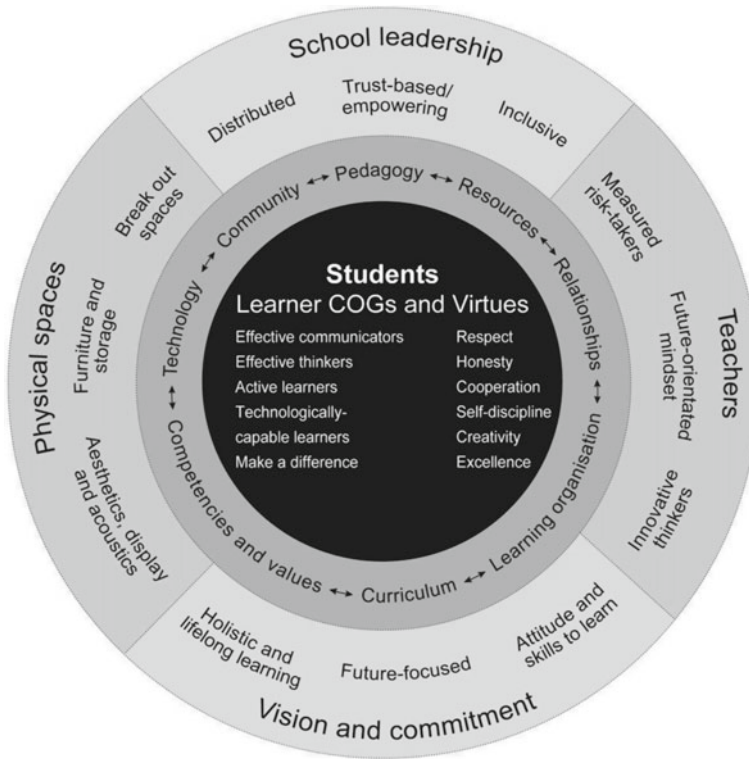 School leadership
Distributed
Trust-based/
empowering
Inclusive
Teachers
Measured
risk-takers
Future-orientated
mindset
Innovative
thinkers
Vision and commitment
Attitude and
skills to learn
Future-focused
Holistic and
lifelong learning
Physical spaces
Aesthetics, display
and acoustics
Furniture and
storage
Break out
spaces
Pedagogy ↔ Resources ↔ Relationships ↔ Learning organisation ↔ Curriculum ↔ Competencies and values ↔ Technology ↔ Community ↔
Students
Learner COGs and Virtues
Effective communicators
Effective thinkers
Active learners
Technologically-
capable learners
Make a difference
Respect
Honesty
Cooperation
Self-discipline
Creativity
Excellence